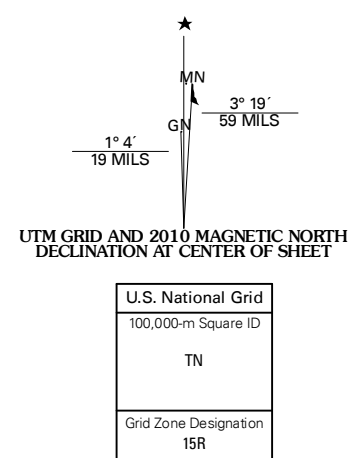 MN
3° 19´
59 MILS
GN
1° 4´
19 MILS
UTM GRID AND 2010 MAGNETIC NORTH
DECLINATION AT CENTER OF SHEET
U.S. National Grid
100,000-m Square ID
TN
Grid Zone Designation
15R